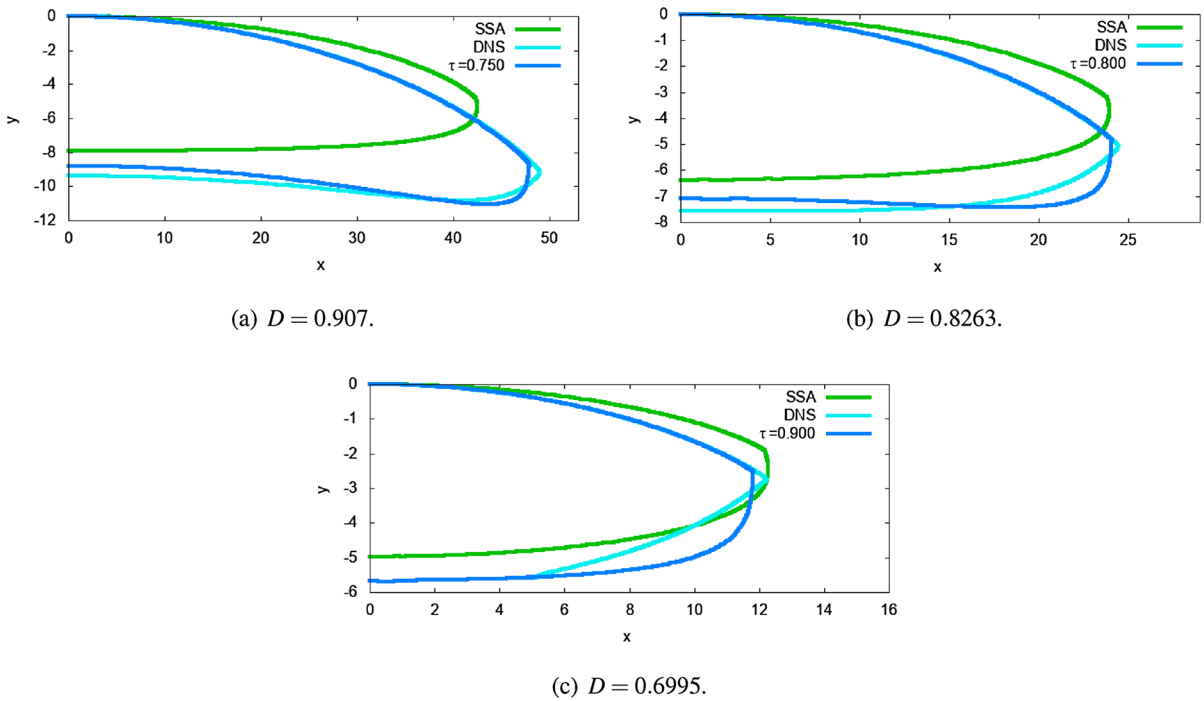 0
-2
-4
-6
-8
-10
-12
y
0
10
20
30
40
50
x
SSA
DNS
τ=0.750
(a) D = 0.907.
0
-1
-2
-3
-4
-5
-6
-7
-8
y
0
5
10
15
20
25
x
SSA
DNS
τ=0.800
(b) D = 0.8263.
0
-1
-2
-3
-4
-5
-6
y
0
2
4
6
8
10
12
14
16
x
SSA
DNS
τ=0.900
(c) D = 0.6995.